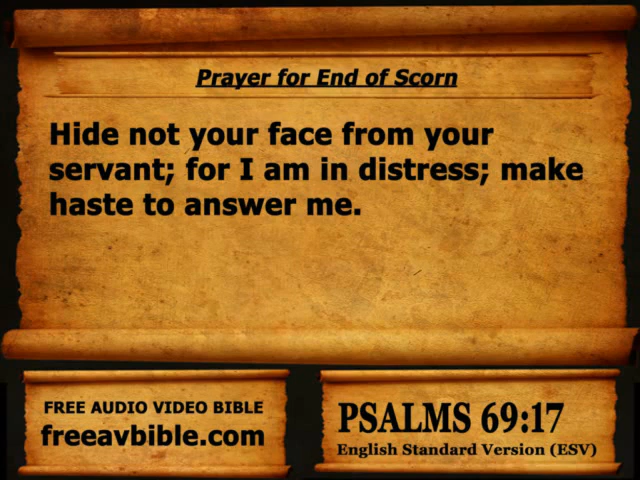 Prayer for End of Scorn
Hide not your face from your
servant; for I am in distress; make
haste to answer me.
FREE AUDIO VIDEO BIBLE
freeavbible.com
PSALMS 69:17
English Standard Version (ESV)